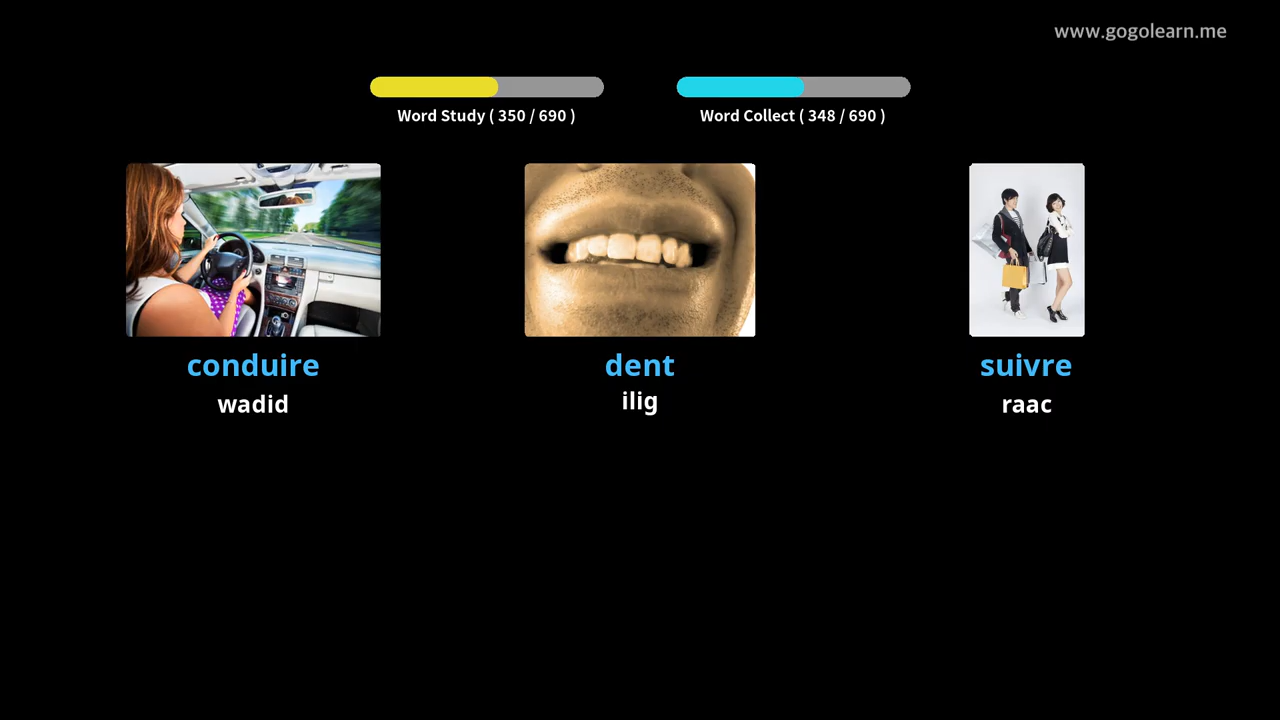 www.gogolearn.me
Word Study ( 350 / 690 )
Word Collect ( 348 / 690 )
conduire
wadid
dent
ilig
suivre
raac